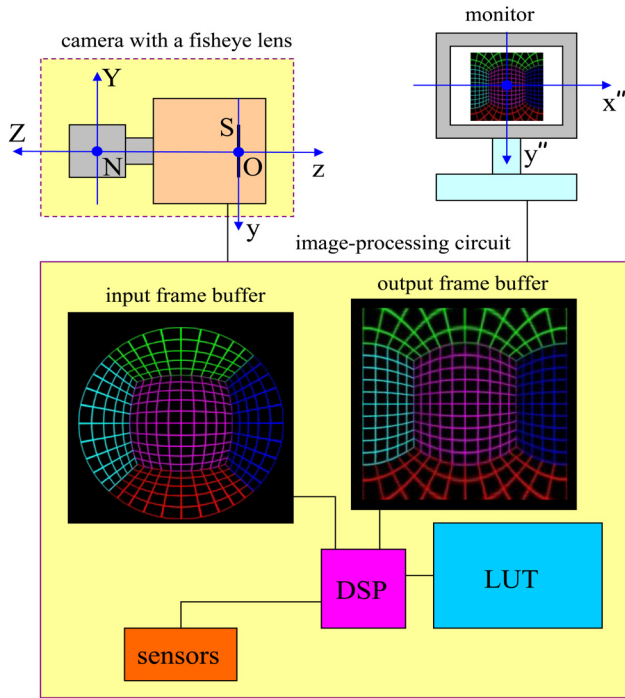 monitor
camera with a fisheye lens
Y
x"
Z
S
N
O
z
y"
y
image-processing circuit
input frame buffer
output frame buffer
DSP
LUT
sensors